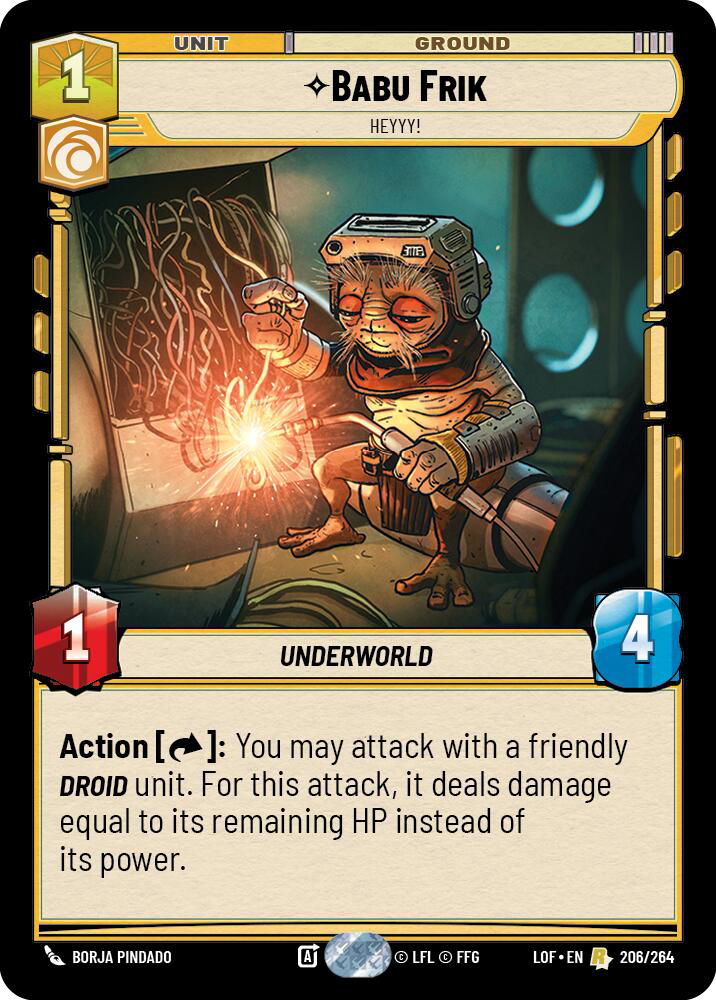 UNIT GROUND
1
✧BABU FRIK
HEYYY!
1
UNDERWORLD
4
Action [ ]: You may attack with a friendly
DROID unit. For this attack, it deals damage
equal to its remaining HP instead of
its power.
BORJA PINDADO A © LFL © FFG LOF • EN R 206/264